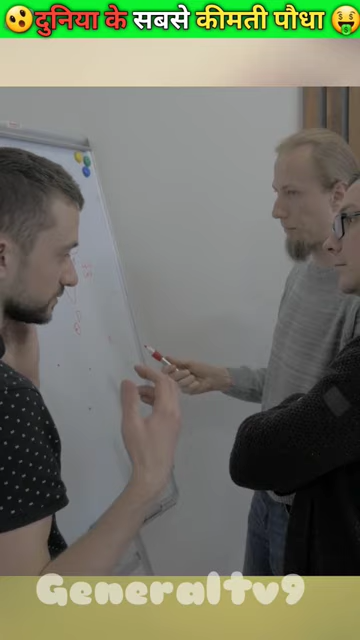 😲दुनिया के सबसे कीमती पौधा 🤑
Generaltv9